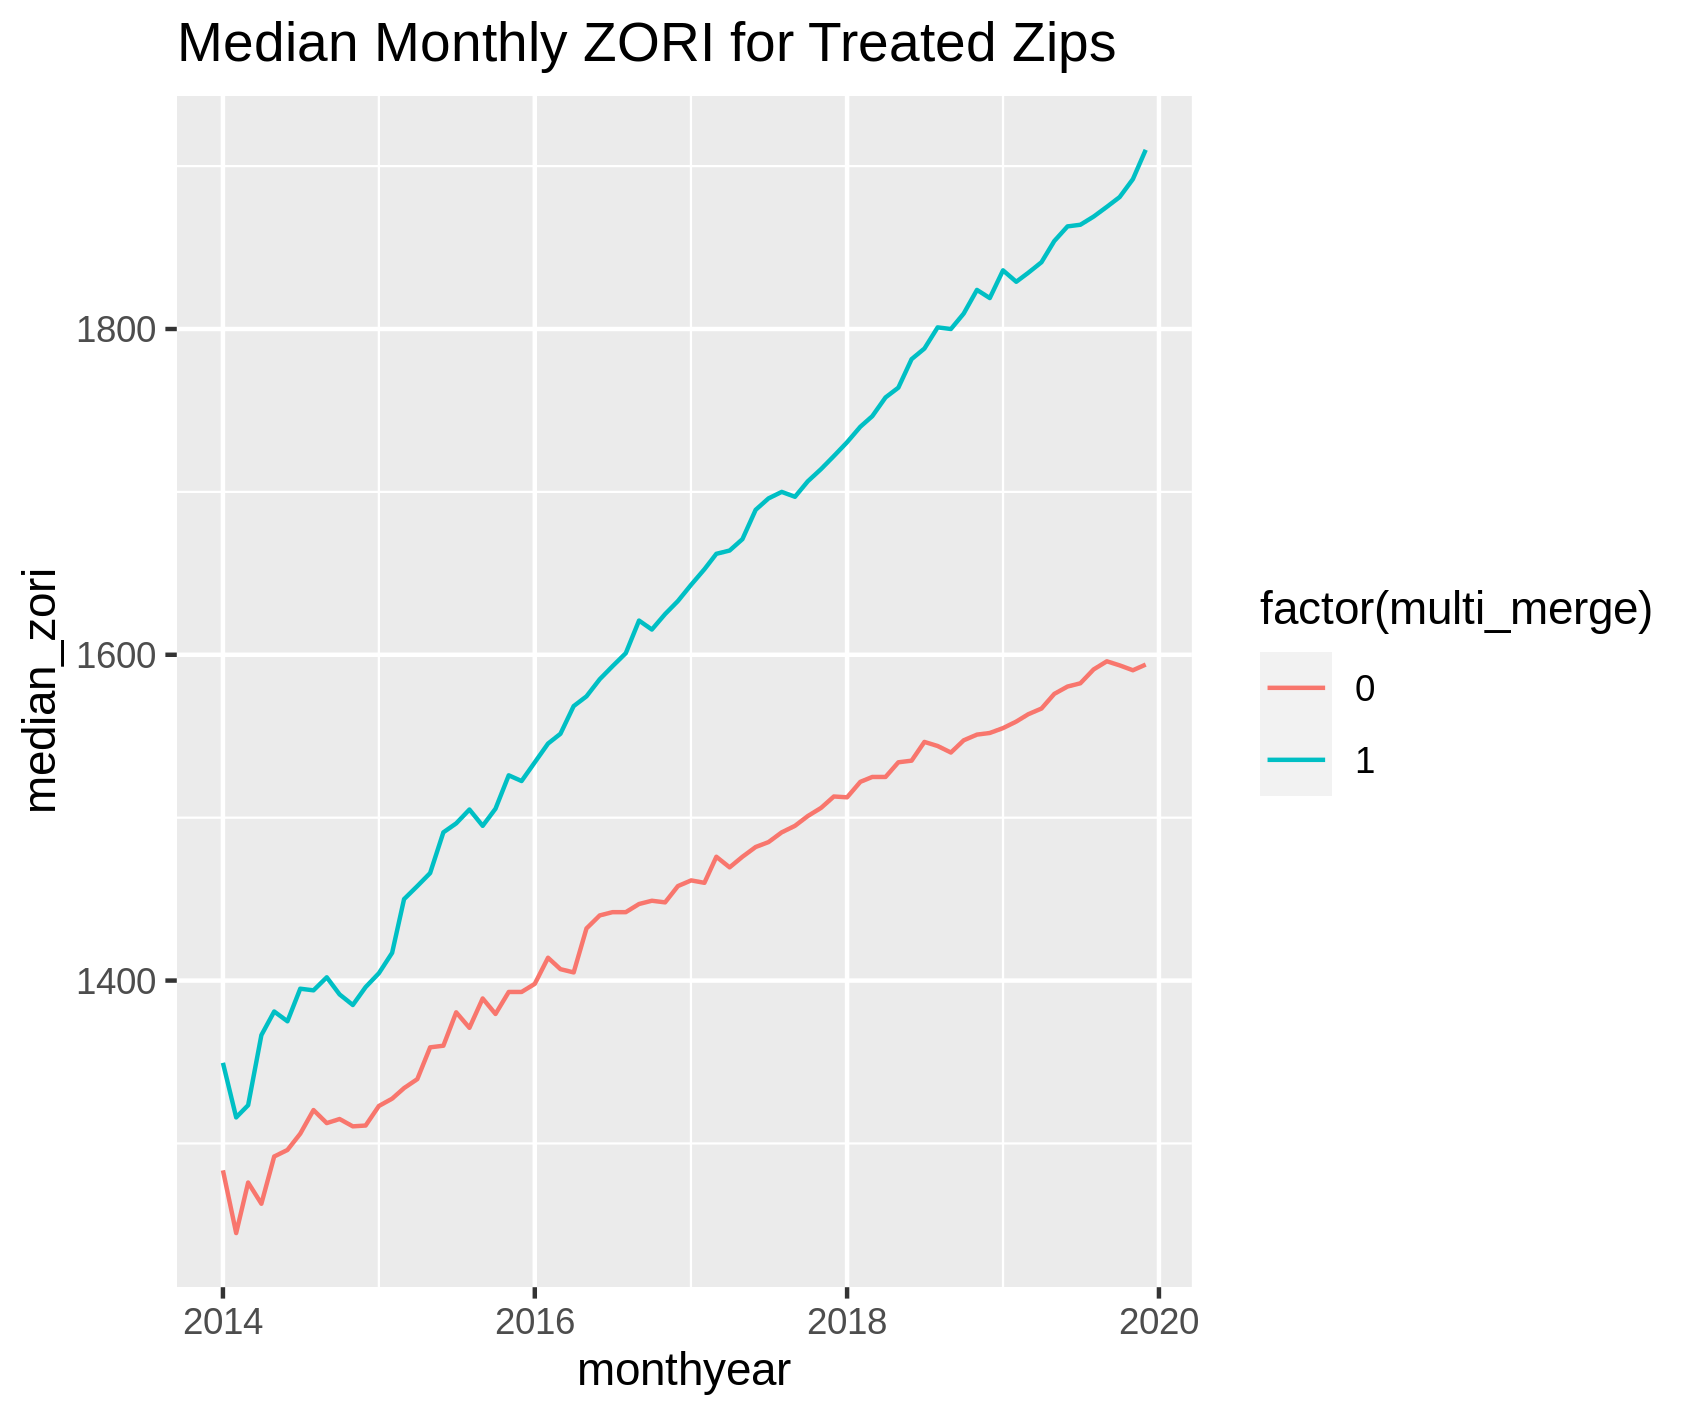 Median Monthly ZORI for Treated Zips
median_zori
1800
1600
1400
2014
2016
2018
2020
monthyear
factor(multi_merge)
0
1